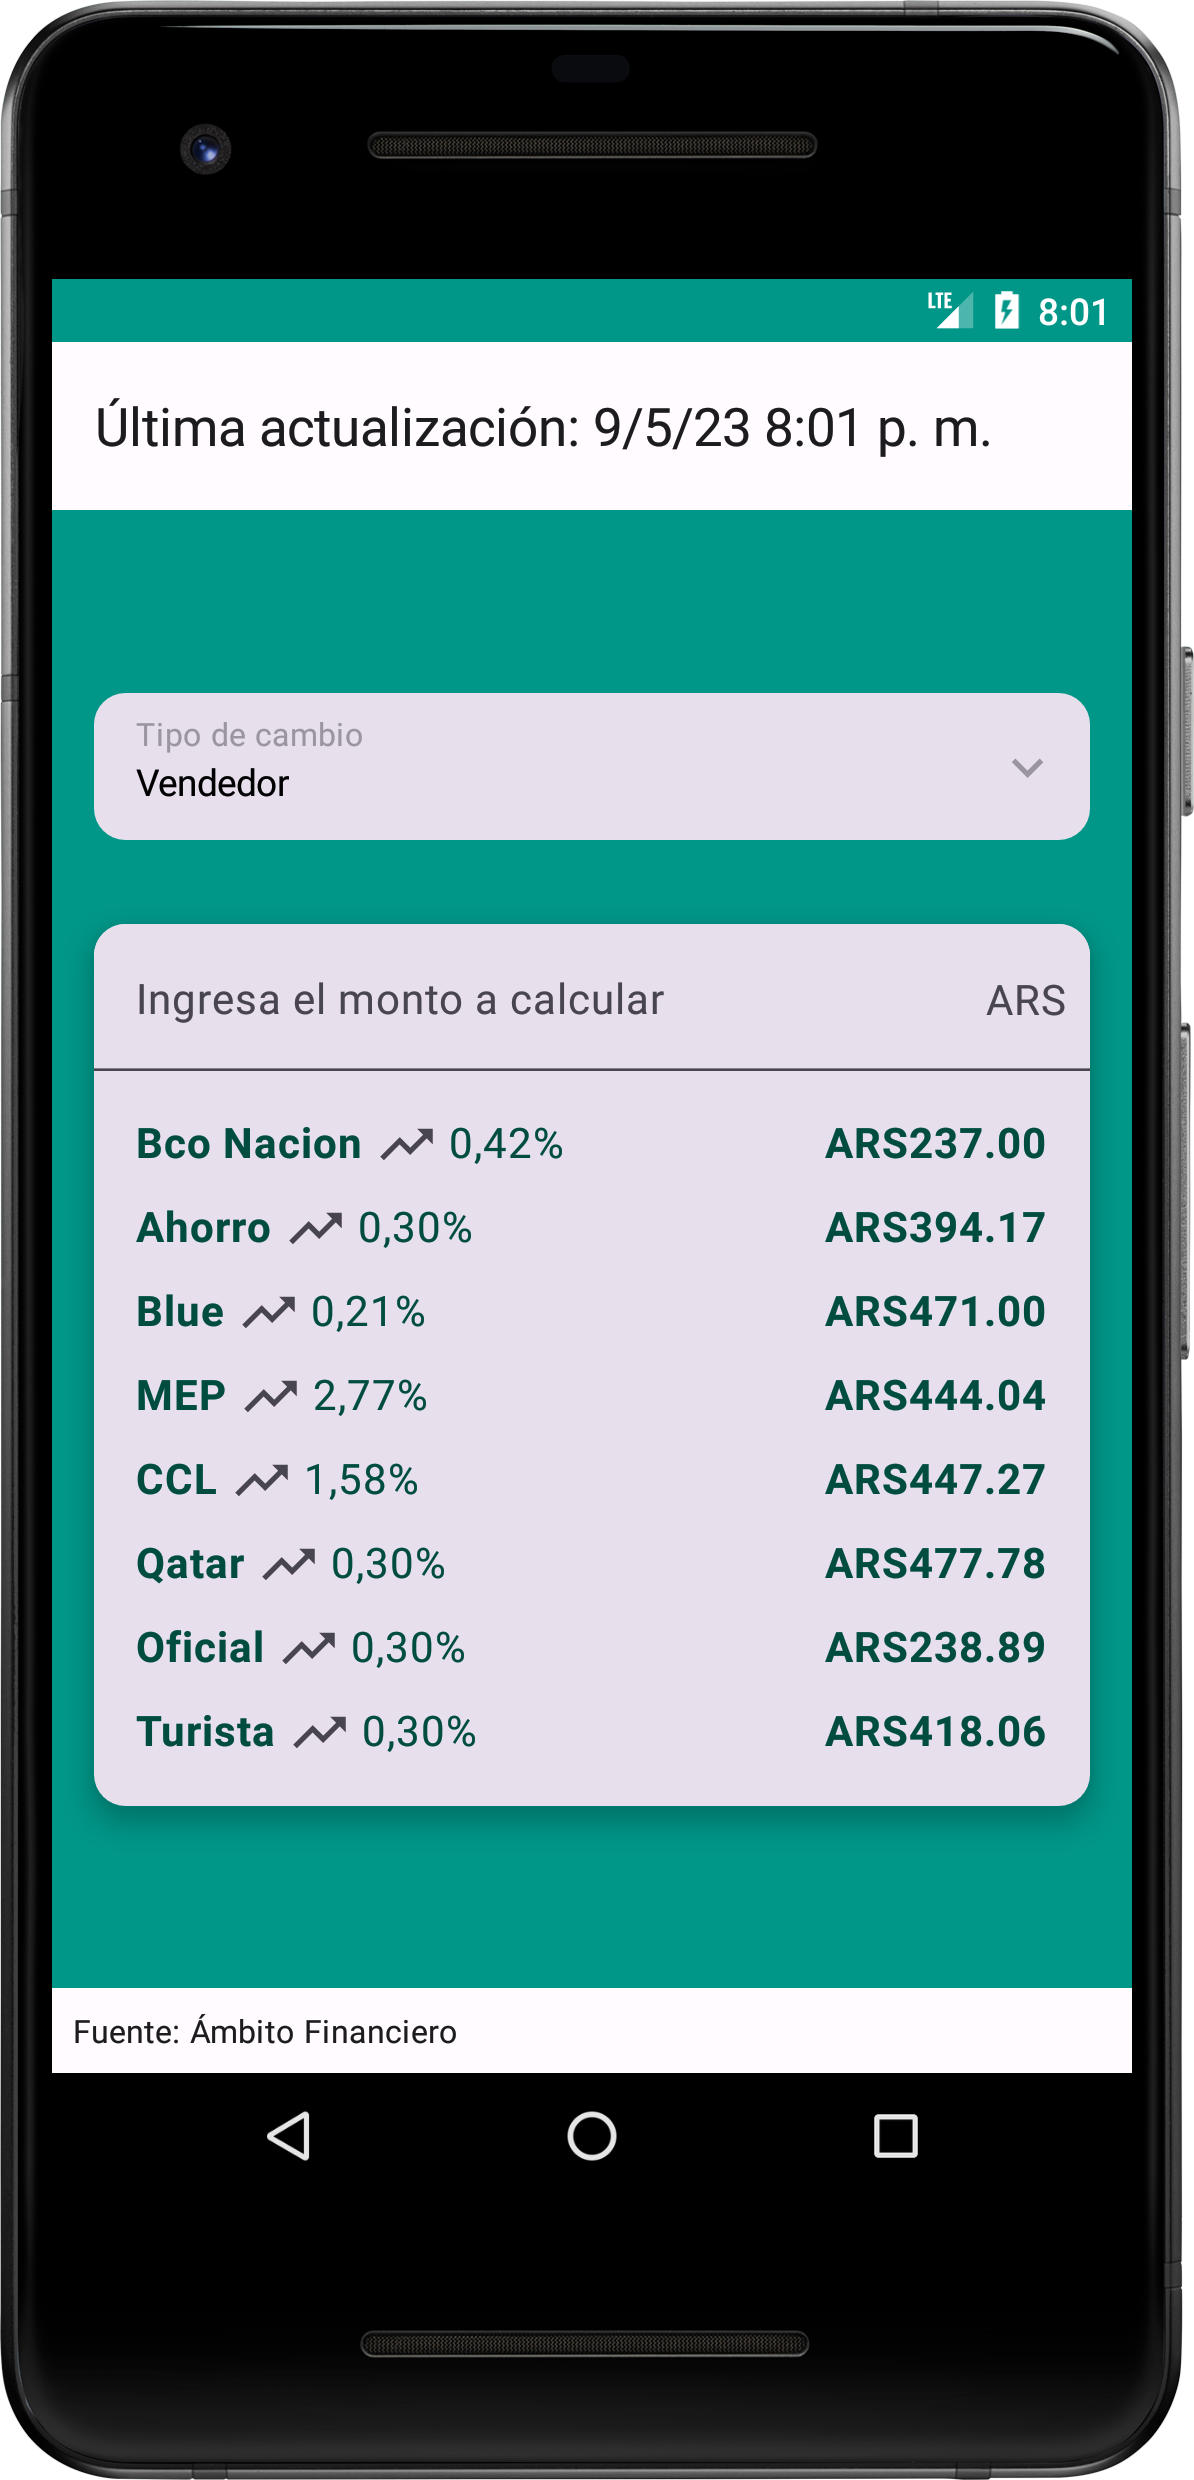 LTE 8:01
Última actualización: 9/5/23 8:01 p. m.
Tipo de cambio
Vendedor
Ingresa el monto a calcular ARS
Bco Nacion 0,42% ARS237.00
Ahorro 0,30% ARS394.17
Blue 0,21% ARS471.00
MEP 2,77% ARS444.04
CCL 1,58% ARS447.27
Qatar 0,30% ARS477.78
Oficial 0,30% ARS238.89
Turista 0,30% ARS418.06
Fuente: Ámbito Financiero